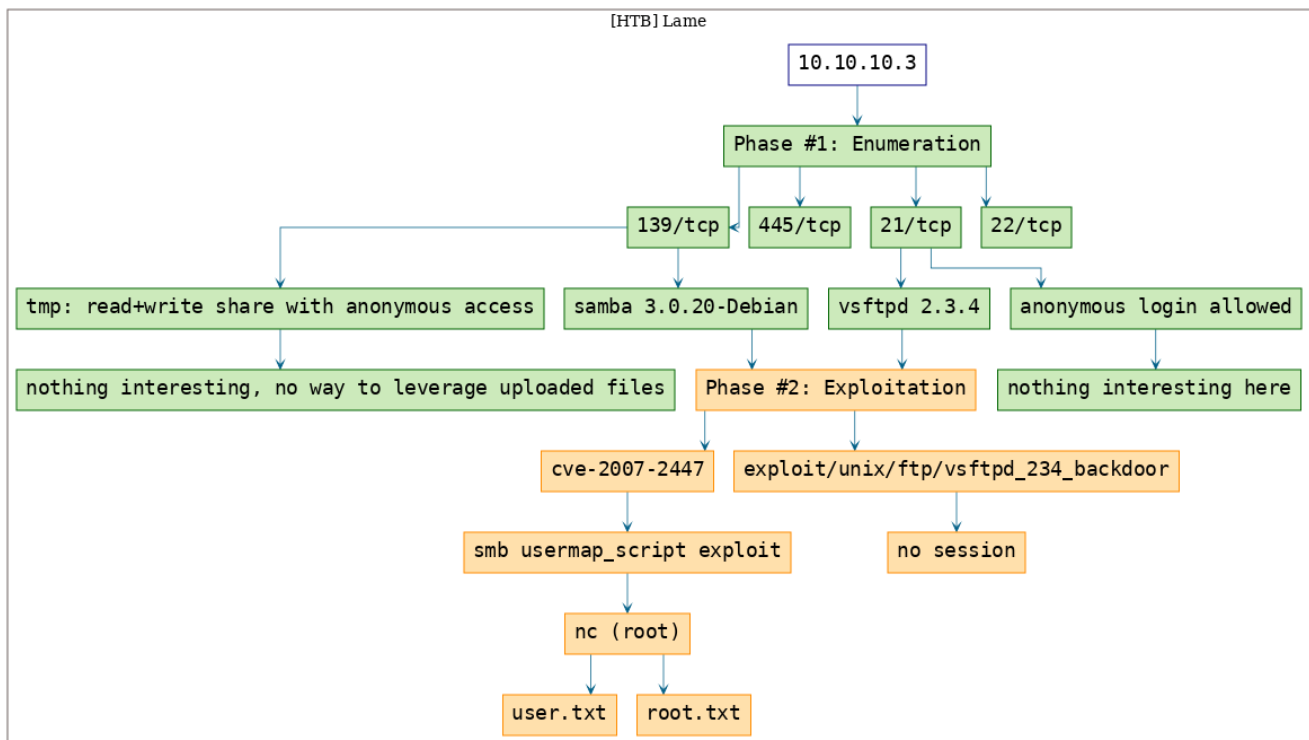 [HTB] Lame
10.10.10.3
Phase #1: Enumeration
139/tcp
445/tcp
21/tcp
22/tcp
tmp: read+write share with anonymous access
samba 3.0.20-Debian
vsftpd 2.3.4
anonymous login allowed
nothing interesting, no way to leverage uploaded files
Phase #2: Exploitation
nothing interesting here
cve-2007-2447
exploit/unix/ftp/vsftpd_234_backdoor
smb usermap_script exploit
no session
nc (root)
user.txt
root.txt